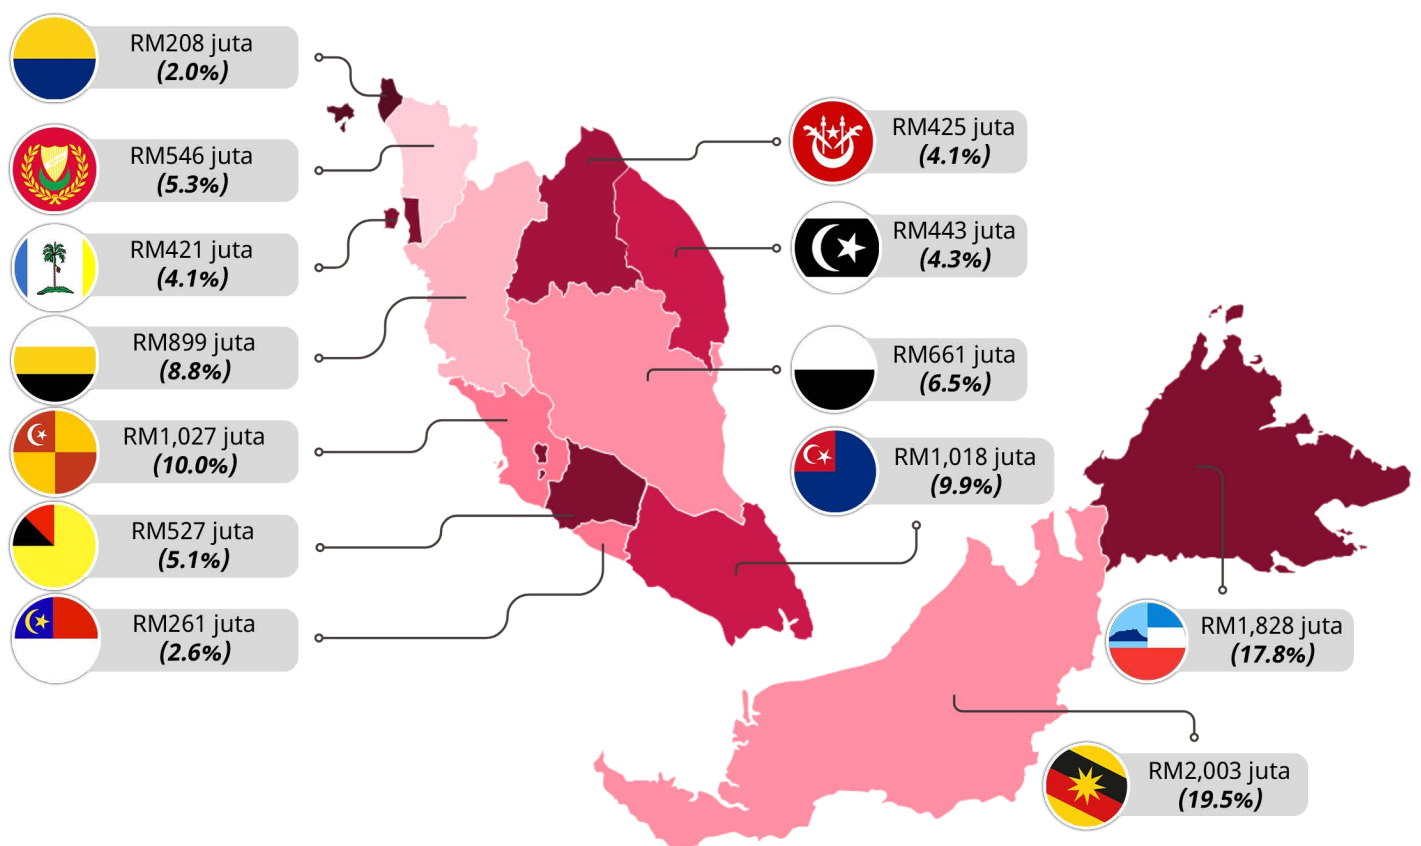 RM208 juta
(2.0%)
RM546 juta
(5.3%)
RM421 juta
(4.1%)
RM899 juta
(8.8%)
RM1,027 juta
(10.0%)
RM527 juta
(5.1%)
RM261 juta
(2.6%)
RM425 juta
(4.1%)
RM443 juta
(4.3%)
RM661 juta
(6.5%)
RM1,018 juta
(9.9%)
RM1,828 juta
(17.8%)
RM2,003 juta
(19.5%)